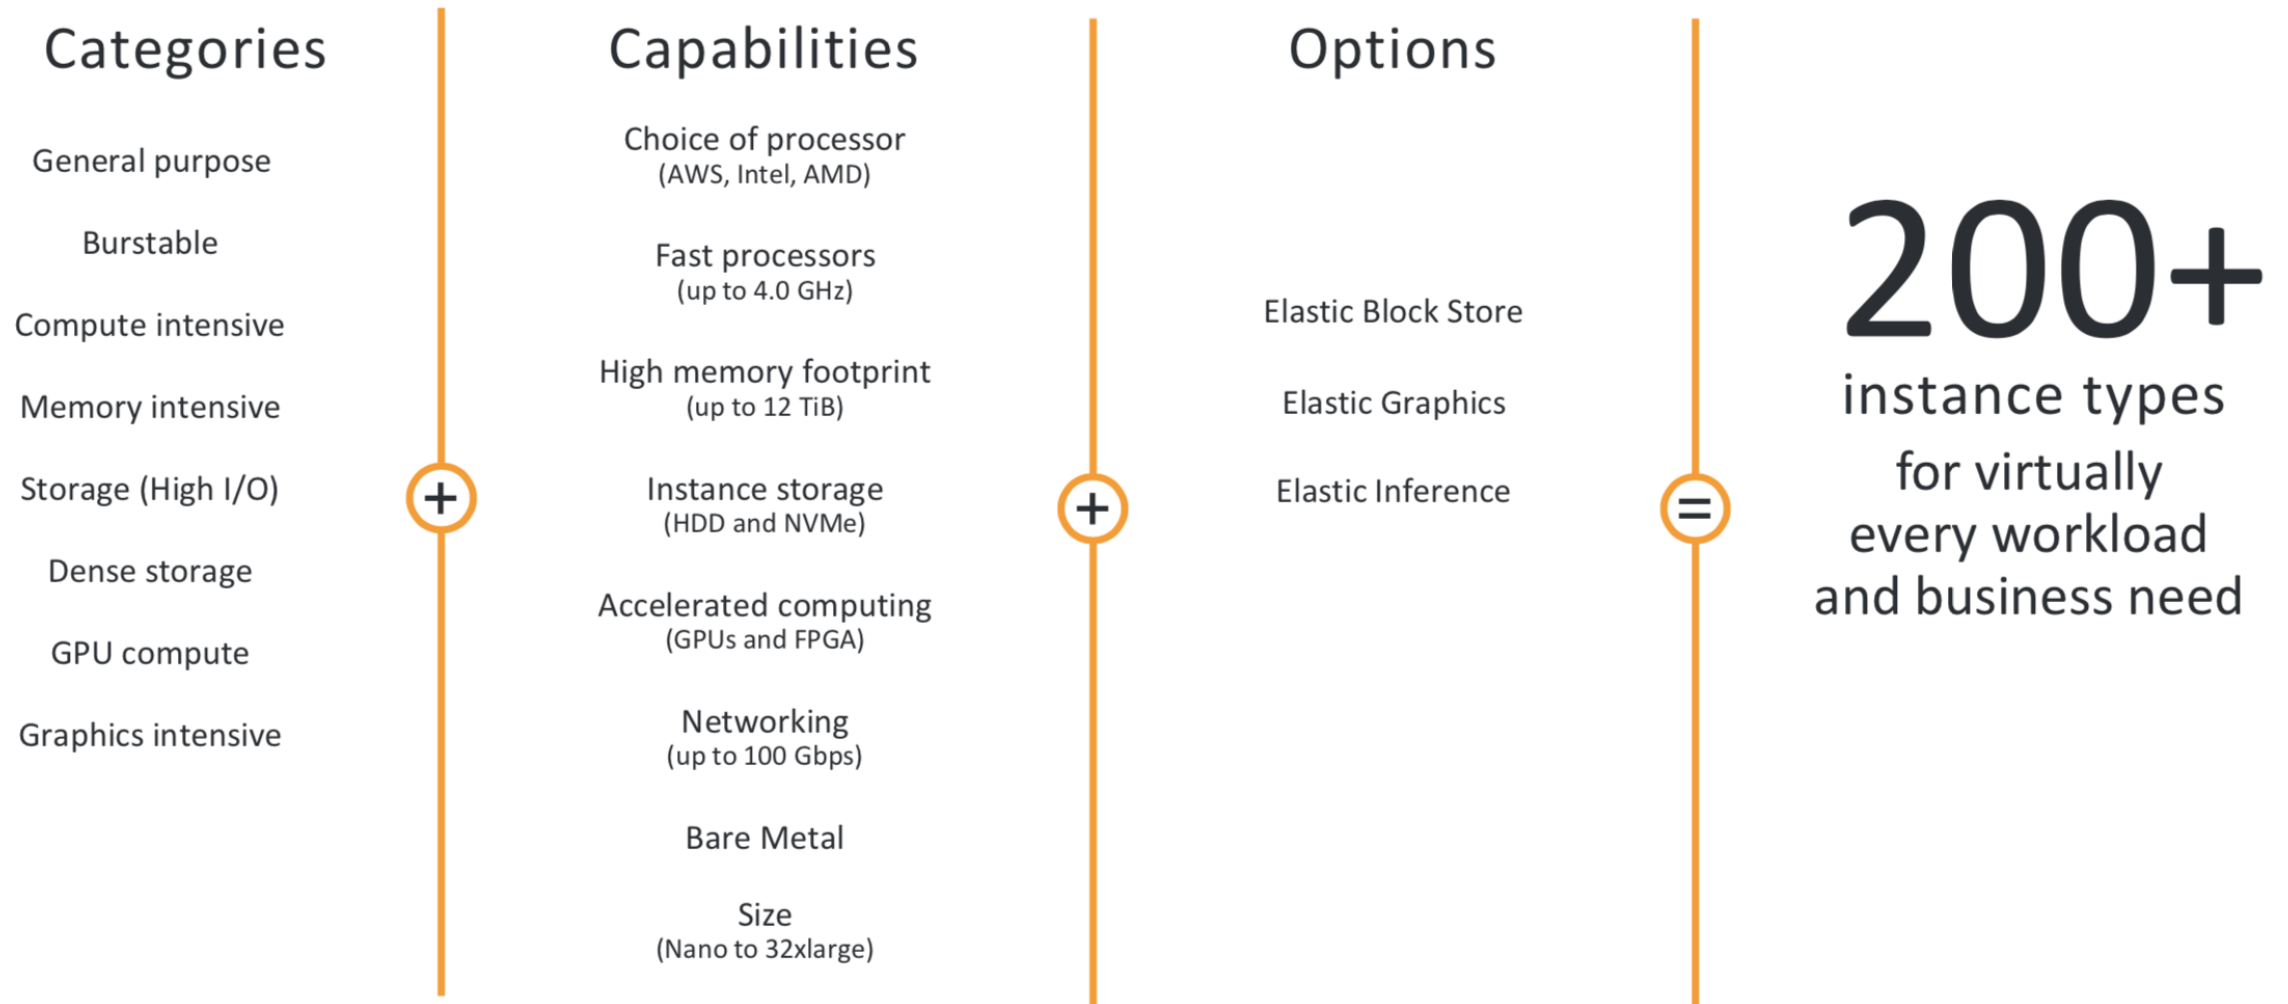 Categories
General purpose
Burstable
Compute intensive
Memory intensive
Storage (High I/O)
Dense storage
GPU compute
Graphics intensive
+
Capabilities
Choice of processor
(AWS, Intel, AMD)
Fast processors
(up to 4.0 GHz)
High memory footprint
(up to 12 TiB)
Instance storage
(HDD and NVMe)
Accelerated computing
(GPUs and FPGA)
Networking
(up to 100 Gbps)
Bare Metal
Size
(Nano to 32xlarge)
+
Options
Elastic Block Store
Elastic Graphics
Elastic Inference
=
200+
instance types
for virtually
every workload
and business need